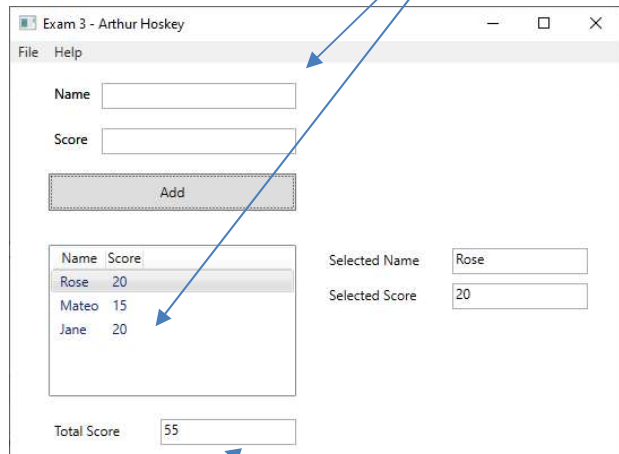 Exam 3 - Arthur Hoskey
File Help
Name
Score
Add
Name Score
Rose 20
Mateo 15
Jane 20
Selected Name Rose
Selected Score 20
Total Score 55